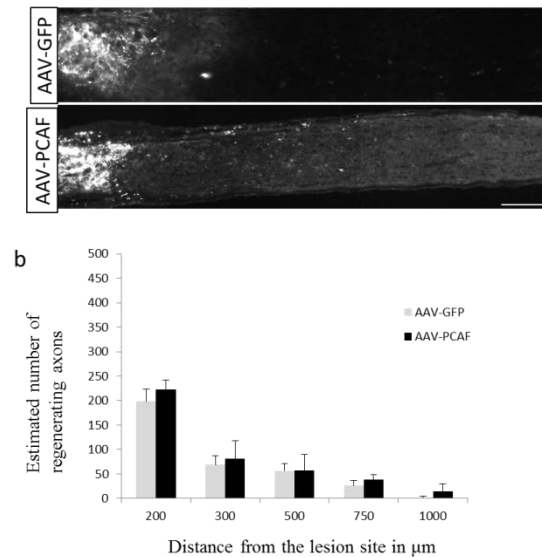 AAV-GFP
AAV-PCAF
b
Estimated number of
regenerating axons
500
450
400
350
300
250
200
150
100
50
0
AAV-GFP
AAV-PCAF
200 300 500 750 1000
Distance from the lesion site in μm